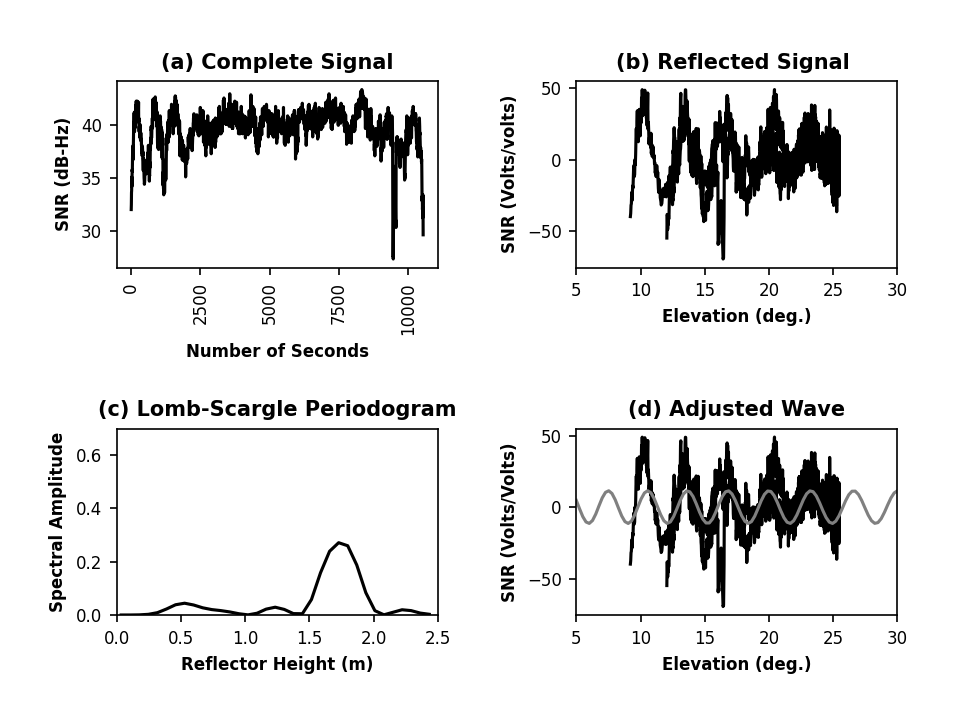 (a) Complete Signal
SNR (dB-Hz)
40
35
30
0
2500
5000
7500
10000
Number of Seconds
(b) Reflected Signal
SNR (Volts/volts)
50
0
−50
5 10 15 20 25 30
Elevation (deg.)
(c) Lomb-Scargle Periodogram
Spectral Amplitude
0.6
0.4
0.2
0.0
0.0 0.5 1.0 1.5 2.0 2.5
Reflector Height (m)
(d) Adjusted Wave
SNR (Volts/Volts)
50
0
−50
5 10 15 20 25 30
Elevation (deg.)